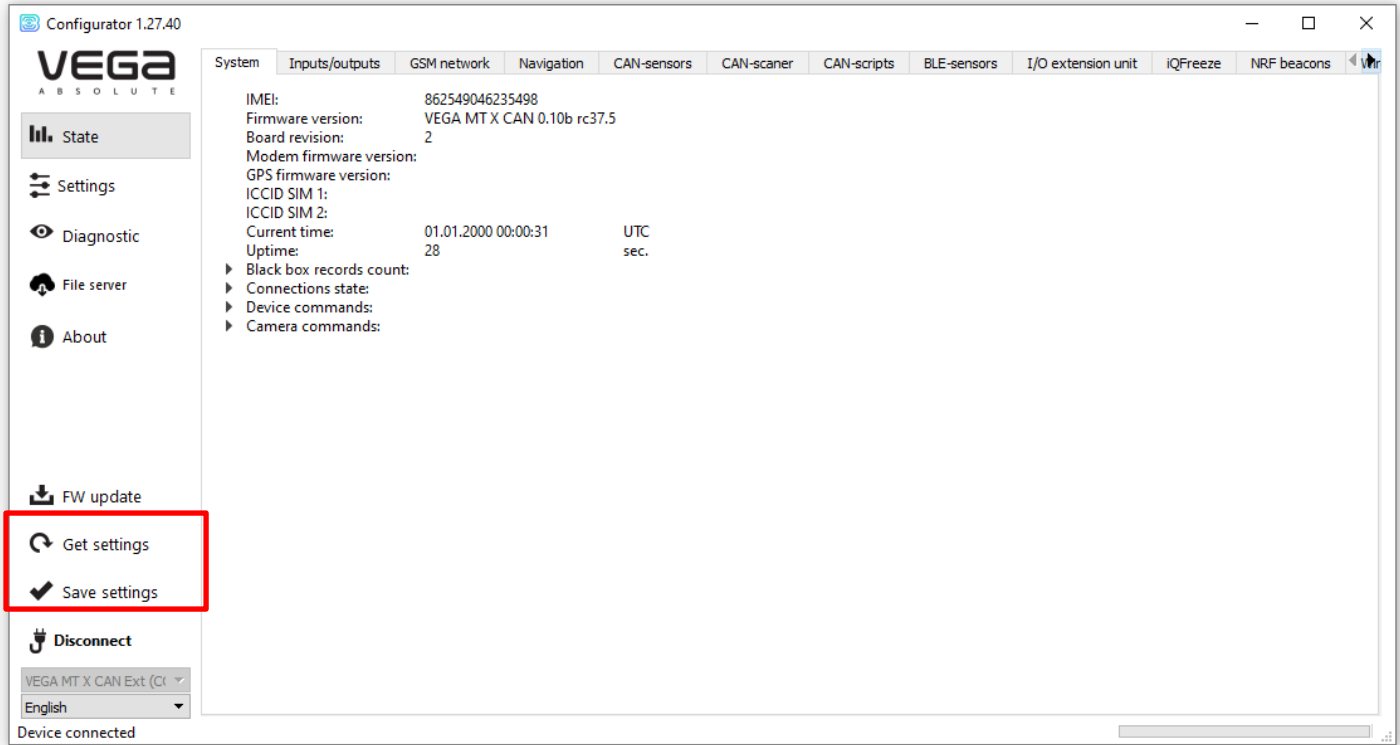 Configurator 1.27.40
VEGA
ABSOLUTE
State
Settings
Diagnostic
File server
About
FW update
Get settings
Save settings
Disconnect
VEGA MT X CAN Ext (C
English
Device connected
System Inputs/outputs GSM network Navigation CAN-sensors CAN-scaner CAN-scripts BLE-sensors I/O extension unit iQFreeze NRF beacons
IMEI: 862549046235498
Firmware version: VEGA MT X CAN 0.10b rc37.5
Board revision: 2
Modem firmware version:
GPS firmware version:
ICCID SIM 1:
ICCID SIM 2:
Current time: 01.01.2000 00:00:31 UTC
Uptime: 28 sec.
Black box records count:
Connections state:
Device commands:
Camera commands: